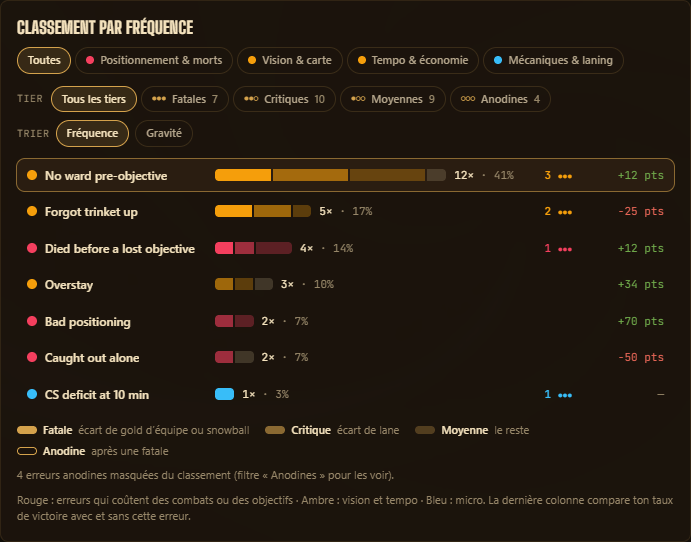 CLASSEMENT PAR FRÉQUENCE
Toutes Positionnement & morts Vision & carte Tempo & économie Mécaniques & laning
TIER Tous les tiers Fatales 7 Critiques 10 Moyennes 9 Anodines 4
TRIER Fréquence Gravité
No ward pre-objective 12× · 41% 3 +12 pts
Forgot trinket up 5× · 17% 2 -25 pts
Died before a lost objective 4× · 14% 1 +12 pts
Overstay 3× · 10% +34 pts
Bad positioning 2× · 7% +70 pts
Caught out alone 2× · 7% -50 pts
CS deficit at 10 min 1× · 3% 1 —
Fatale écart de gold d'équipe ou snowball Critique écart de lane Moyenne le reste
Anodine après une fatale
4 erreurs anodines masquées du classement (filtre « Anodines » pour les voir).
Rouge : erreurs qui coûtent des combats ou des objectifs · Ambre : vision et tempo · Bleu : micro. La dernière colonne compare ton taux
de victoire avec et sans cette erreur.